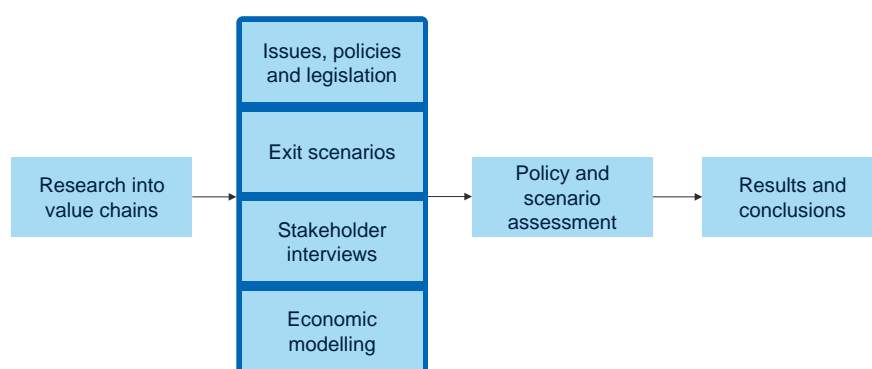 Research into
value chains
Issues, policies
and legislation
Exit scenarios
Stakeholder
interviews
Economic
modelling
Policy and
scenario
assessment
Results and
conclusions